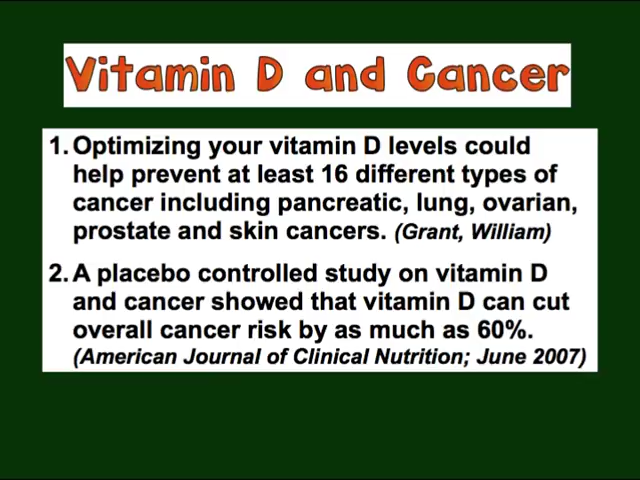 Vitamin D and Cancer
1. Optimizing your vitamin D levels could
help prevent at least 16 different types of
cancer including pancreatic, lung, ovarian,
prostate and skin cancers. (Grant, William)
2. A placebo controlled study on vitamin D
and cancer showed that vitamin D can cut
overall cancer risk by as much as 60%.
(American Journal of Clinical Nutrition; June 2007)